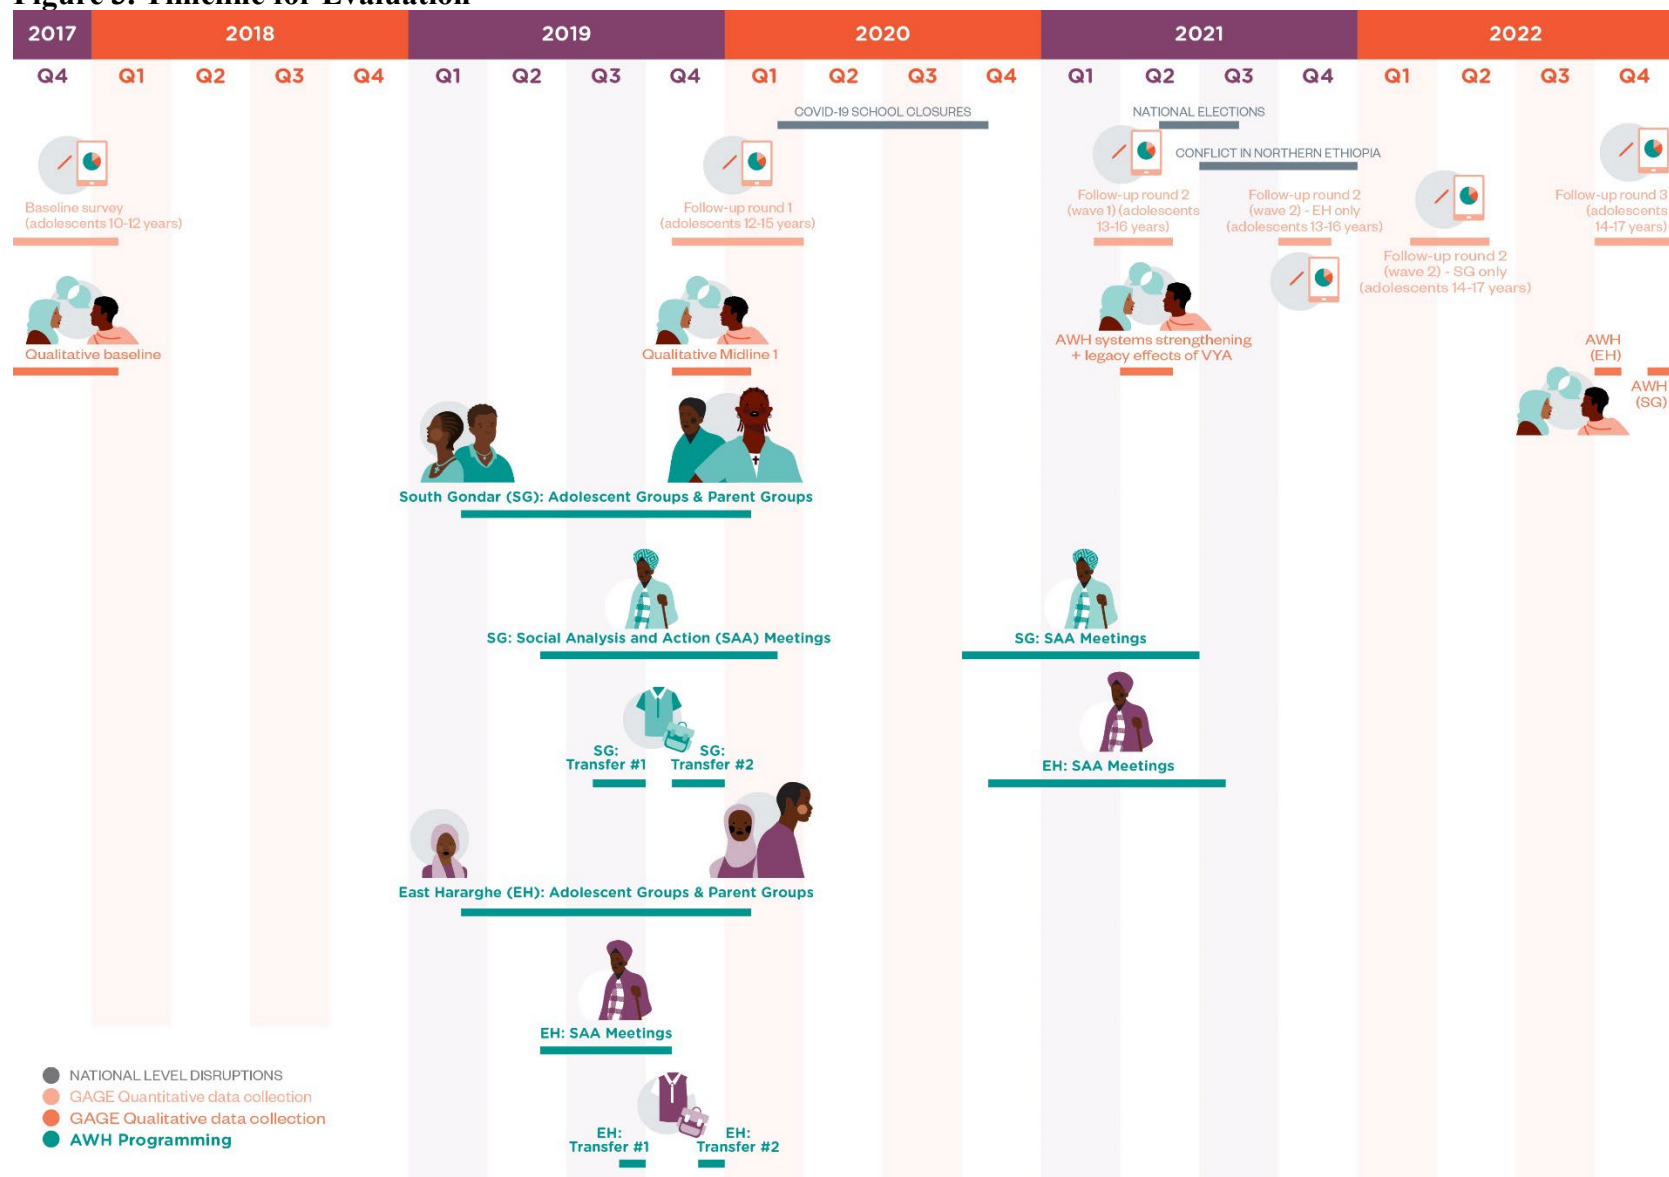 Figure 3. Timeline for Evaluation
2017 2018 2019 2020 2021 2022
Q4 Q1 Q2 Q3 Q4 Q1 Q2 Q3 Q4 Q1 Q2 Q3 Q4 Q1 Q2 Q3 Q4 Q1 Q2 Q3 Q4
COVID-19 SCHOOL CLOSURES
NATIONAL ELECTIONS
CONFLICT IN NORTHERN ETHIOPIA
Baseline survey
(adolescents 10-12 years)
Follow-up round 1
(adolescents 12-15 years)
Follow-up round 2
(wave 1) (adolescents
13-16 years)
Follow-up round 2
(wave 2) - EH only
(adolescents 13-16 years)
Follow-up round 2
(wave 2) - SG only
(adolescents 14-17 years)
Follow-up round 3
(adolescents
14-17 years)
Qualitative baseline
Qualitative Midline 1
AWH systems strengthening
+ legacy effects of VYA
AWH
(EH)
AWH
(SG)
South Gondar (SG): Adolescent Groups & Parent Groups
SG: Social Analysis and Action (SAA) Meetings
SG: SAA Meetings
SG:
Transfer #1
SG:
Transfer #2
EH: SAA Meetings
East Hararghe (EH): Adolescent Groups & Parent Groups
EH: SAA Meetings
EH:
Transfer #1
EH:
Transfer #2
NATIONAL LEVEL DISRUPTIONS
GAGE Quantitative data collection
GAGE Qualitative data collection
AWH Programming